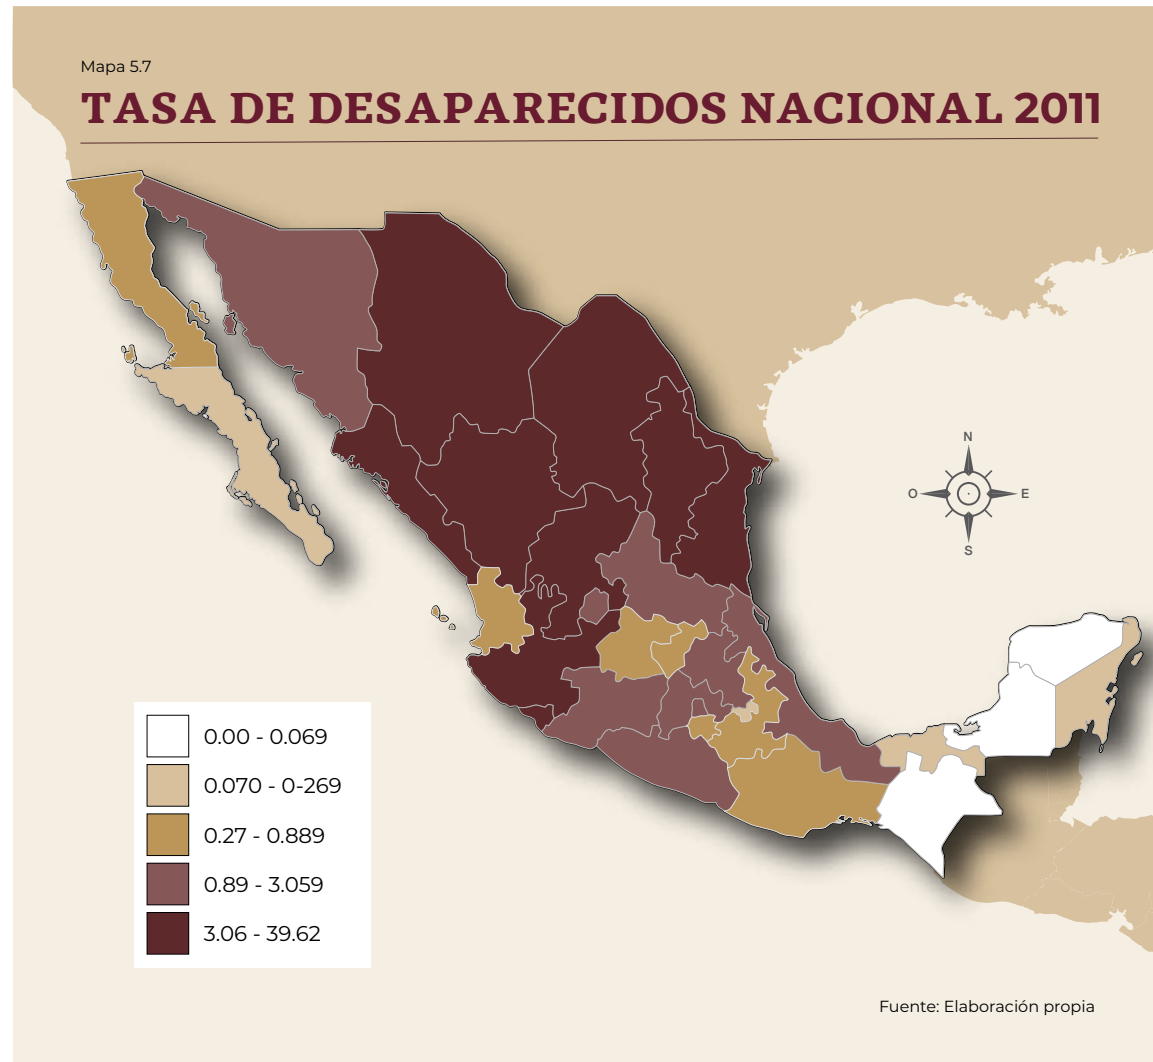 Mapa 5.7
TASA DE DESAPARECIDOS NACIONAL 2011
N
O
E
S
0.00 - 0.069
0.070 - 0-269
0.27 - 0.889
0.89 - 3.059
3.06 - 39.62
Fuente: Elaboración propia